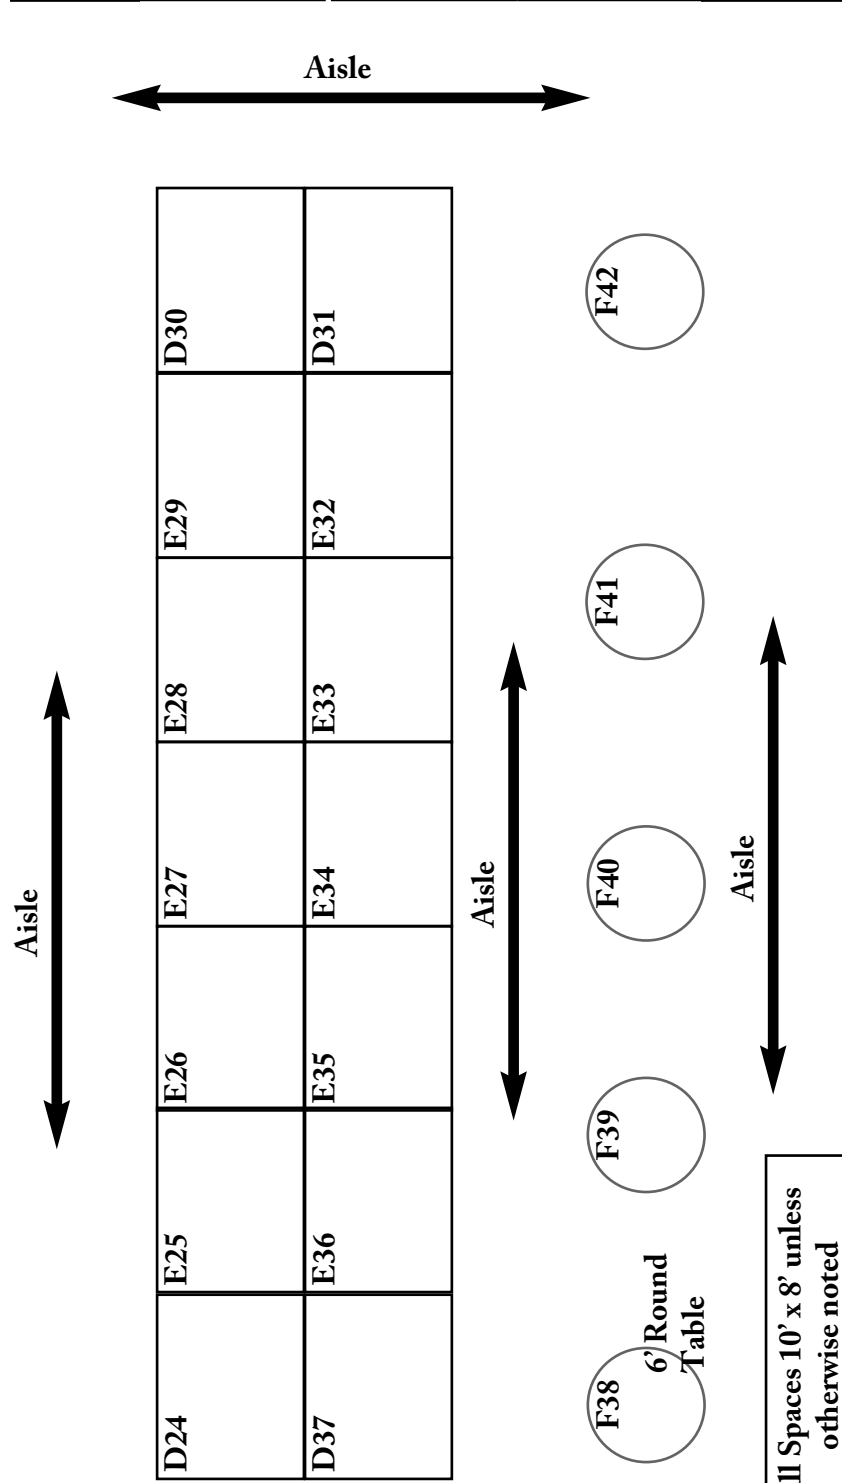 Aisle
D30
D31
F42
E29
E32
E28
E33
F41
E27
E34
F40
Aisle
Aisle
Aisle
E26
E35
F39
E25
E36
D24
D37
F38
6’ Round
Table
ll Spaces 10’ x 8’ unless
otherwise noted